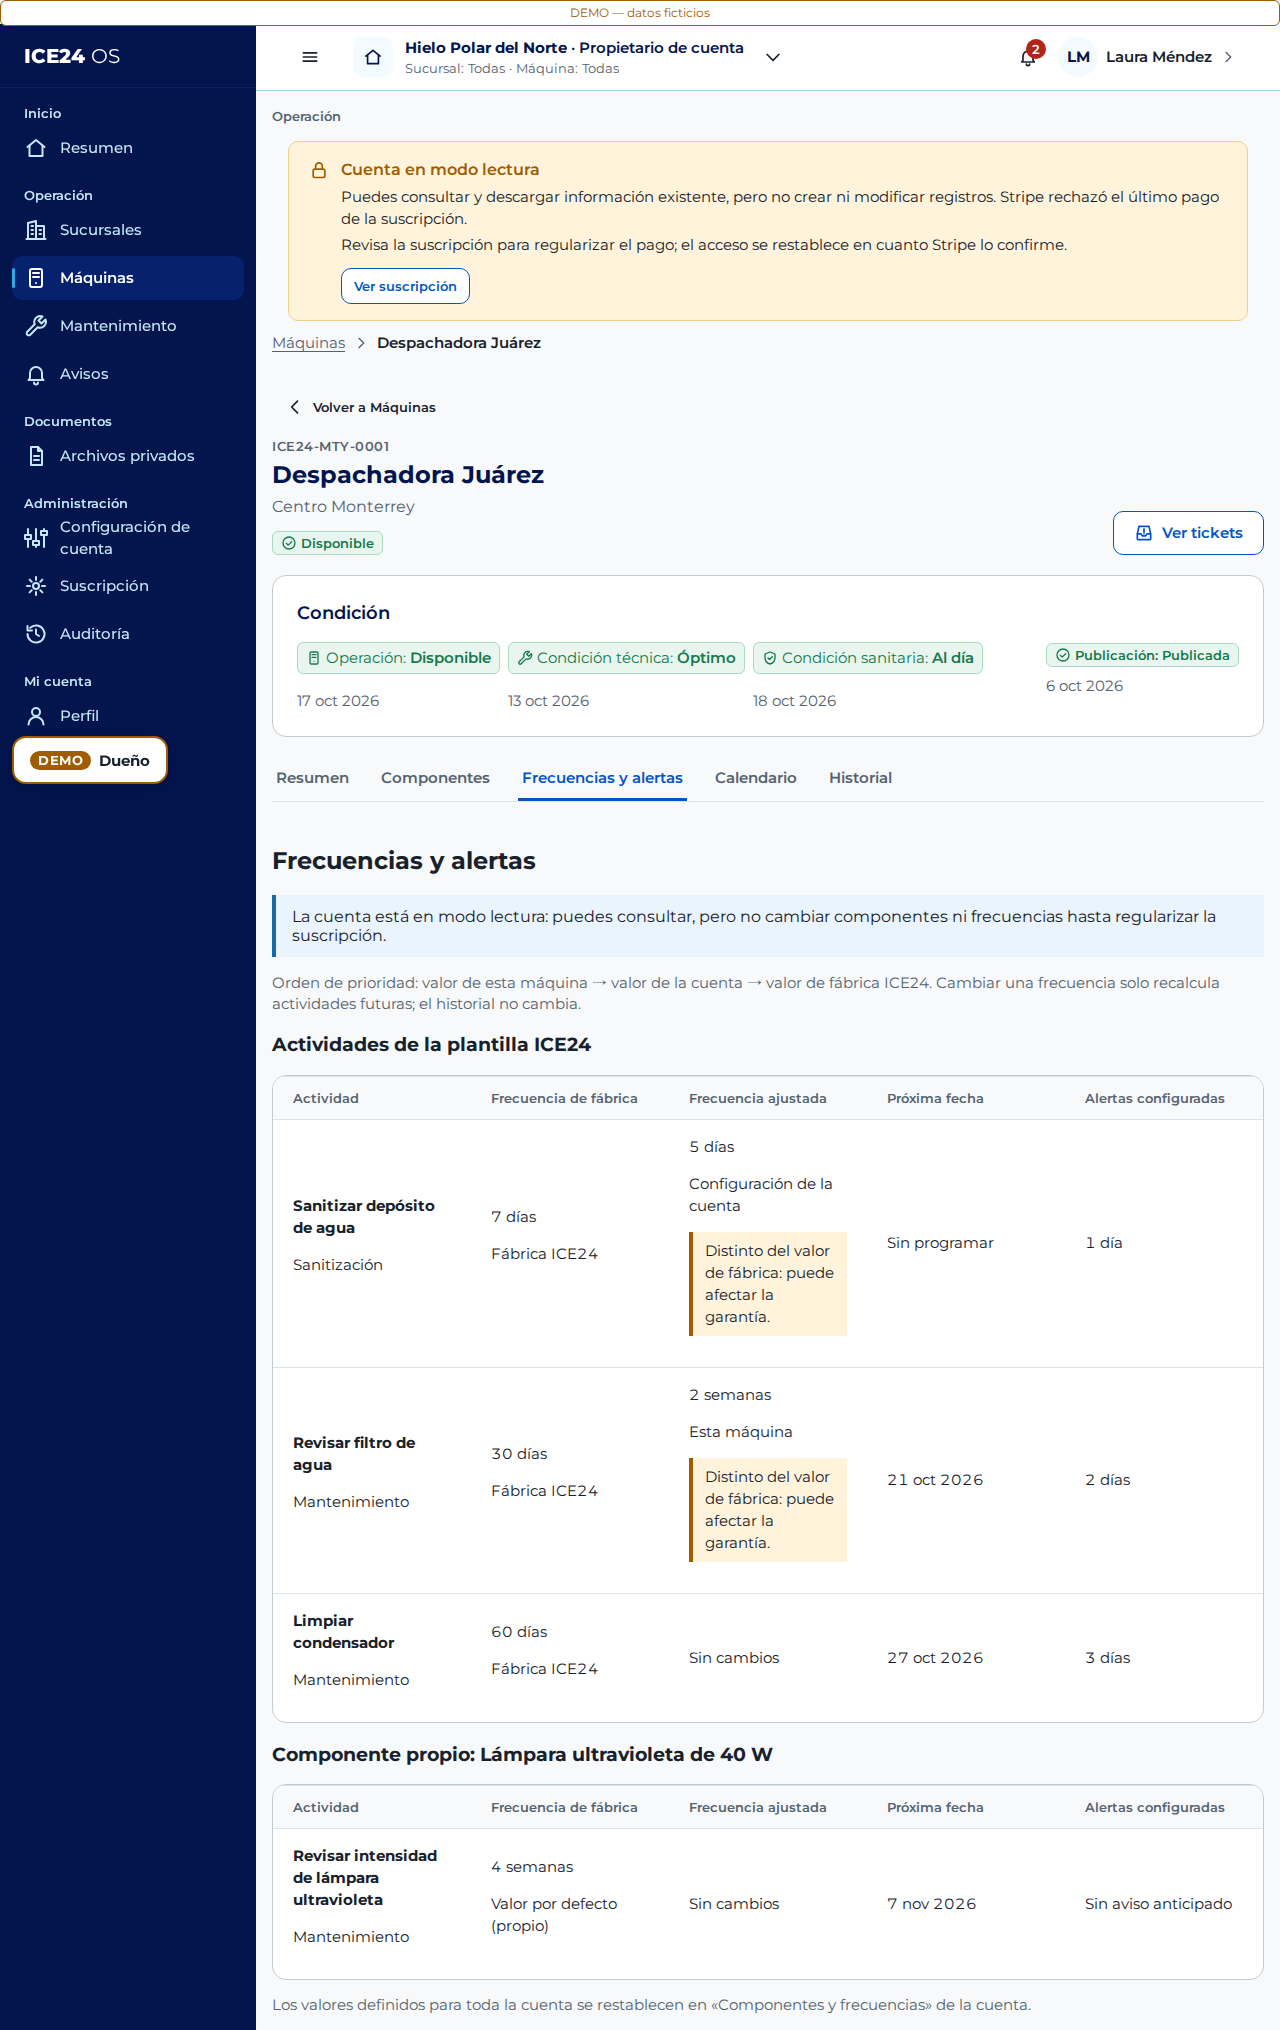 DEMO — datos ficticios
ICE24 OS
Inicio
Resumen
Operación
Sucursales
Máquinas
Mantenimiento
Avisos
Documentos
Archivos privados
Administración
Configuración de
cuenta
Suscripción
Auditoría
Mi cuenta
Perfil
DEMO Dueño
Hielo Polar del Norte · Propietario de cuenta
Sucursal: Todas · Máquina: Todas
2
LM Laura Méndez
Operación
Cuenta en modo lectura
Puedes consultar y descargar información existente, pero no crear ni modificar registros. Stripe rechazó el último pago
de la suscripción.
Revisa la suscripción para regularizar el pago; el acceso se restablece en cuanto Stripe lo confirme.
Ver suscripción
Máquinas > Despachadora Juárez
Volver a Máquinas
ICE24-MTY-0001
Despachadora Juárez
Centro Monterrey
Disponible
Ver tickets
Condición
Operación: Disponible
17 oct 2026
Condición técnica: Óptimo
13 oct 2026
Condición sanitaria: Al día
18 oct 2026
Publicación: Publicada
6 oct 2026
Resumen Componentes Frecuencias y alertas Calendario Historial
Frecuencias y alertas
La cuenta está en modo lectura: puedes consultar, pero no cambiar componentes ni frecuencias hasta regularizar la
suscripción.
Orden de prioridad: valor de esta máquina → valor de la cuenta → valor de fábrica ICE24. Cambiar una frecuencia solo recalcula
actividades futuras; el historial no cambia.
Actividades de la plantilla ICE24
Actividad Frecuencia de fábrica Frecuencia ajustada Próxima fecha Alertas configuradas
Sanitizar depósito
de agua
Sanitización
7 días
Fábrica ICE24
5 días
Configuración de la
cuenta
Distinto del valor
de fábrica: puede
afectar la
garantía.
Sin programar
1 día
Revisar filtro de
agua
Mantenimiento
30 días
Fábrica ICE24
2 semanas
Esta máquina
Distinto del valor
de fábrica: puede
afectar la
garantía.
21 oct 2026
2 días
Limpiar
condensador
Mantenimiento
60 días
Fábrica ICE24
Sin cambios
27 oct 2026
3 días
Componente propio: Lámpara ultravioleta de 40 W
Actividad Frecuencia de fábrica Frecuencia ajustada Próxima fecha Alertas configuradas
Revisar intensidad
de lámpara
ultravioleta
Mantenimiento
4 semanas
Valor por defecto
(propio)
Sin cambios
7 nov 2026
Sin aviso anticipado
Los valores definidos para toda la cuenta se restablecen en «Componentes y frecuencias» de la cuenta.